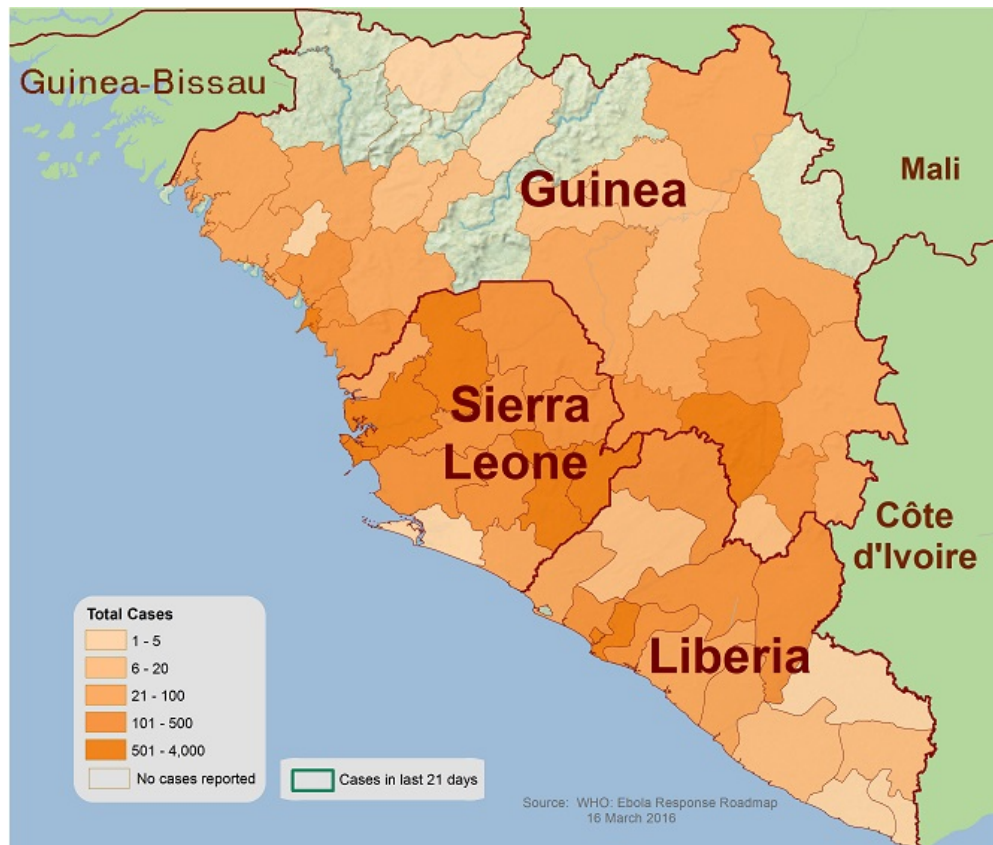 Guinea-Bissau
Mali
Guinea
Sierra
Leone
Côte
d'Ivoire
Liberia
Total Cases
1 - 5
6 - 20
21 - 100
101 - 500
501 - 4,000
No cases reported
Cases in last 21 days
Source: WHO: Ebola Response Roadmap
16 March 2016